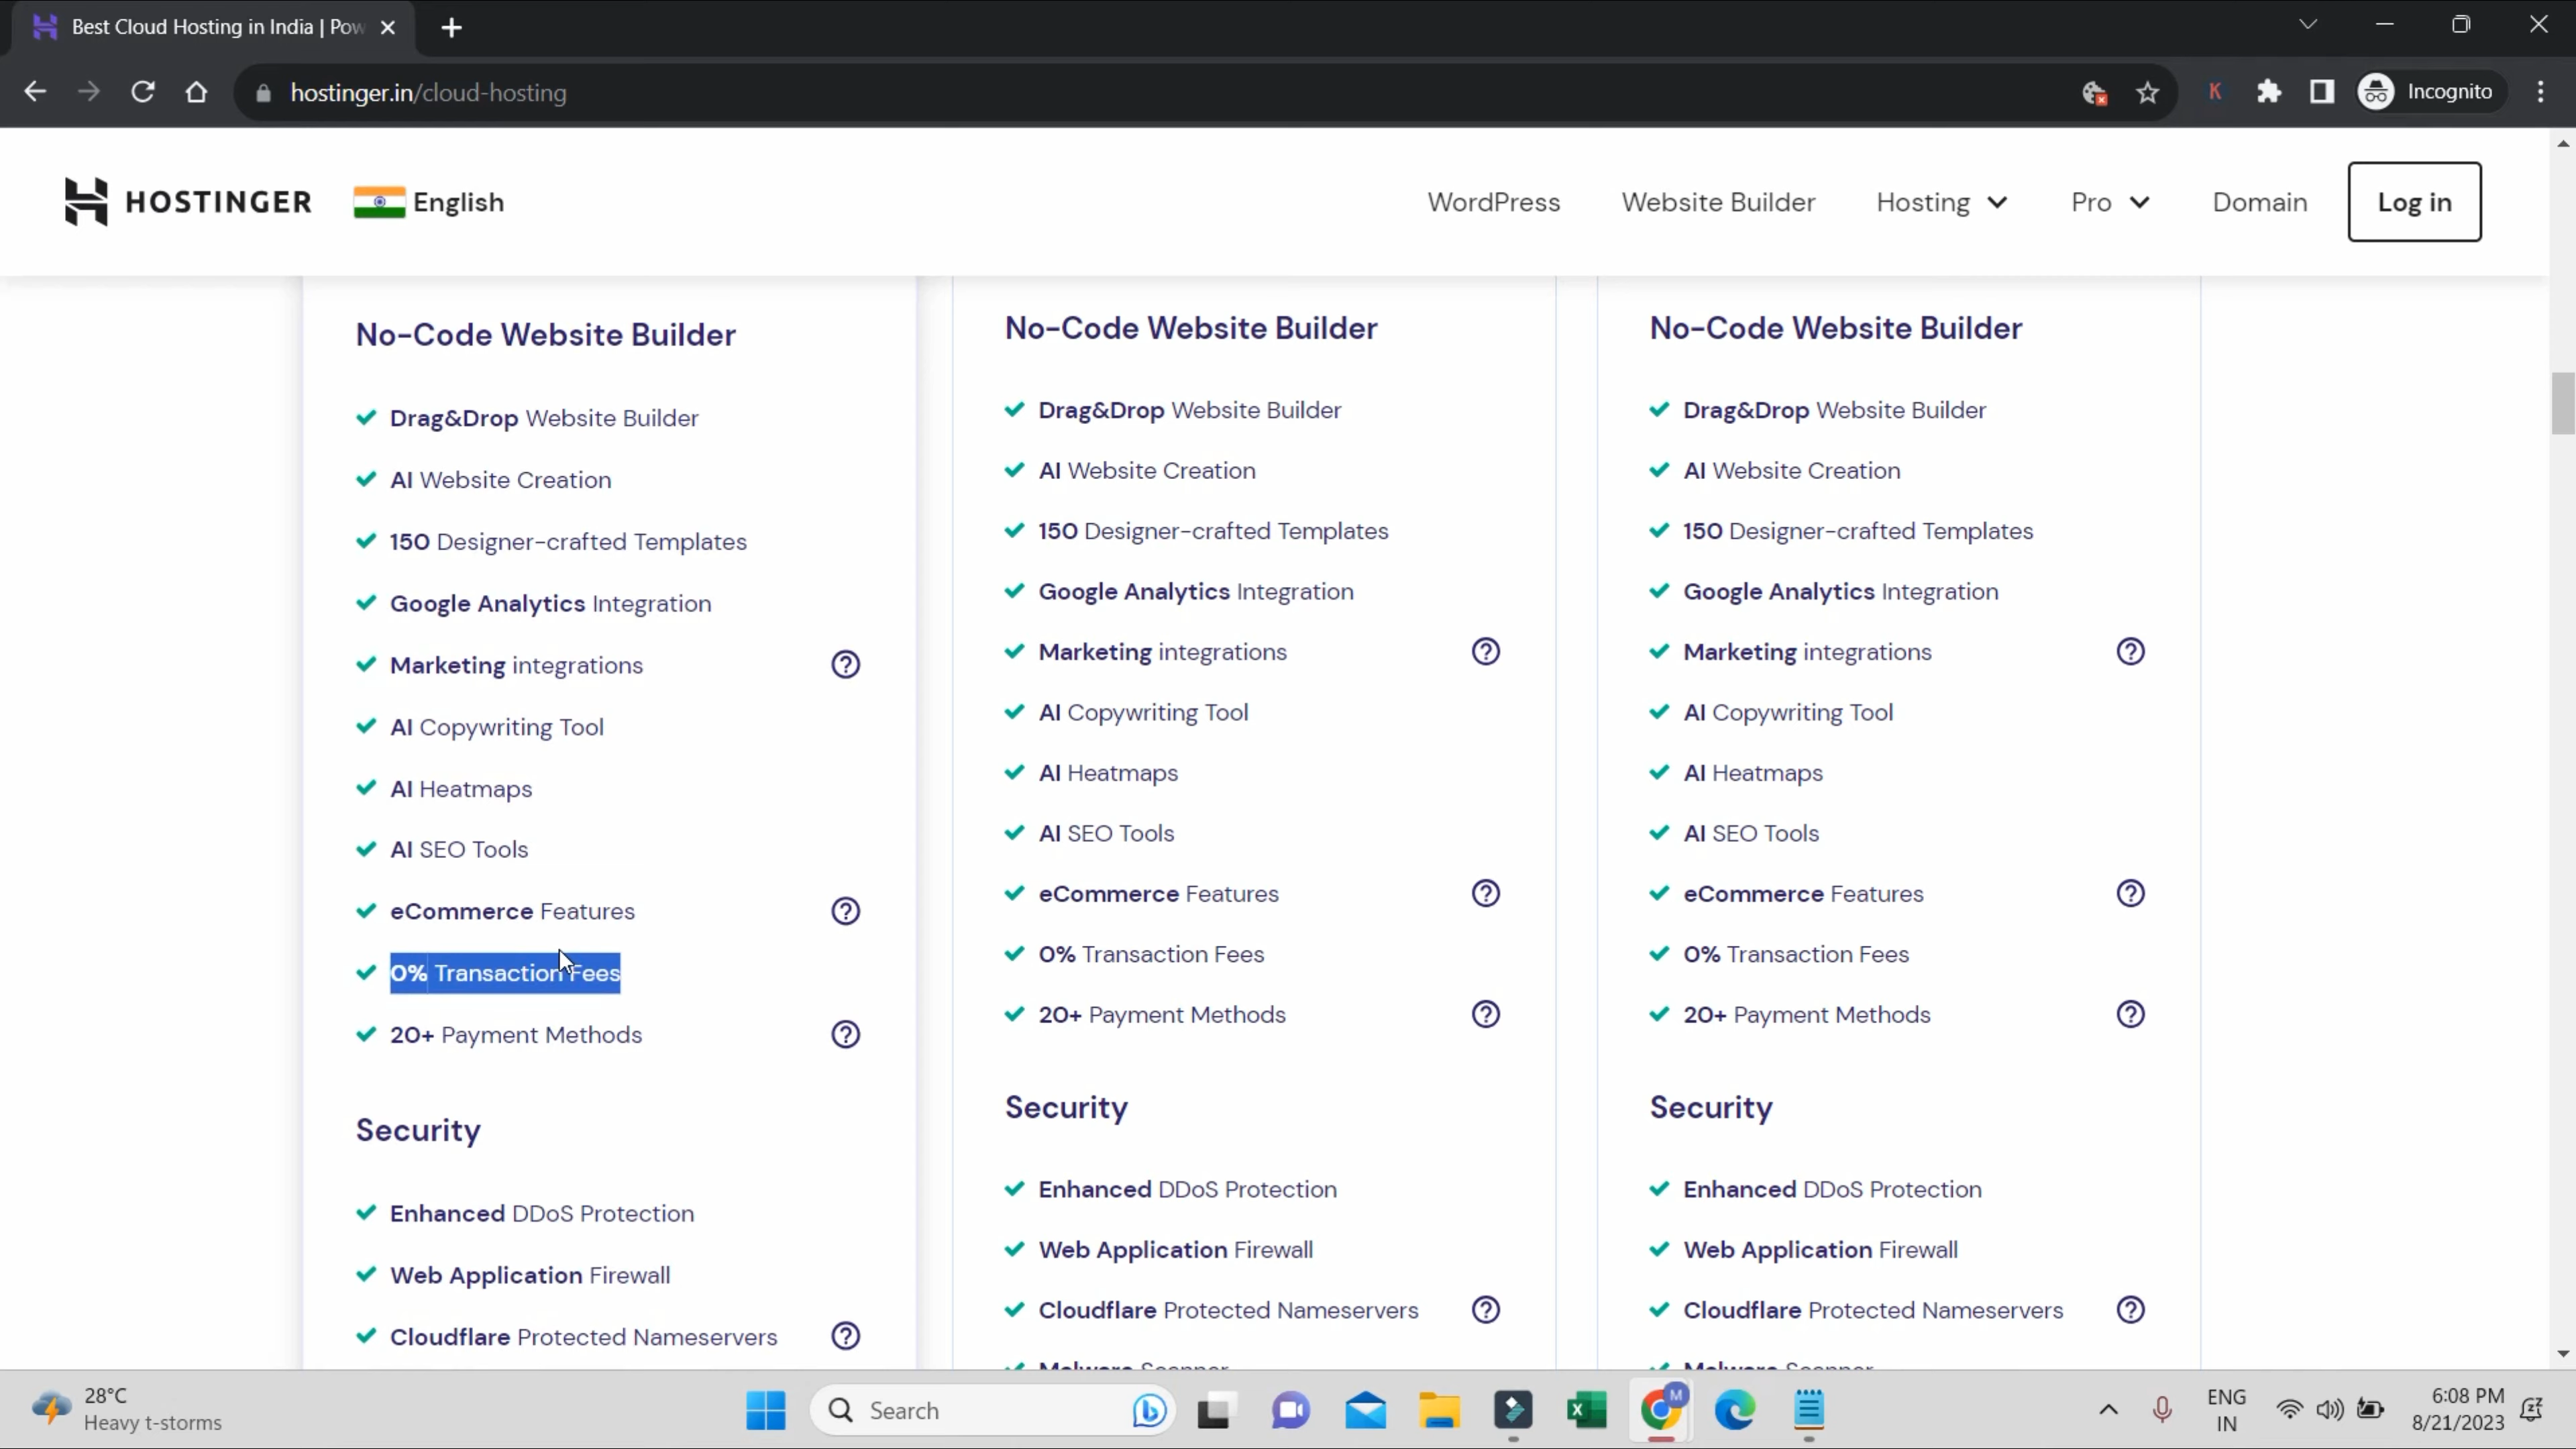 Best Cloud Hosting in India | Pow
hostinger.in/cloud-hosting
K
Incognito
HOSTINGER
English
WordPress
Website Builder
Hosting
Pro
Domain
Log in
No-Code Website Builder
Drag&Drop Website Builder
AI Website Creation
150 Designer-crafted Templates
Google Analytics Integration
Marketing integrations
AI Copywriting Tool
AI Heatmaps
AI SEO Tools
eCommerce Features
0% Transaction Fees
20+ Payment Methods
Security
Enhanced DDoS Protection
Web Application Firewall
Cloudflare Protected Nameservers
No-Code Website Builder
Drag&Drop Website Builder
AI Website Creation
150 Designer-crafted Templates
Google Analytics Integration
Marketing integrations
AI Copywriting Tool
AI Heatmaps
AI SEO Tools
eCommerce Features
0% Transaction Fees
20+ Payment Methods
Security
Enhanced DDoS Protection
Web Application Firewall
Cloudflare Protected Nameservers
Malware Scanner
No-Code Website Builder
Drag&Drop Website Builder
AI Website Creation
150 Designer-crafted Templates
Google Analytics Integration
Marketing integrations
AI Copywriting Tool
AI Heatmaps
AI SEO Tools
eCommerce Features
0% Transaction Fees
20+ Payment Methods
Security
Enhanced DDoS Protection
Web Application Firewall
Cloudflare Protected Nameservers
Malware Scanner
28°C
Heavy t-storms
Search
M
ENG
IN
6:08 PM
8/21/2023